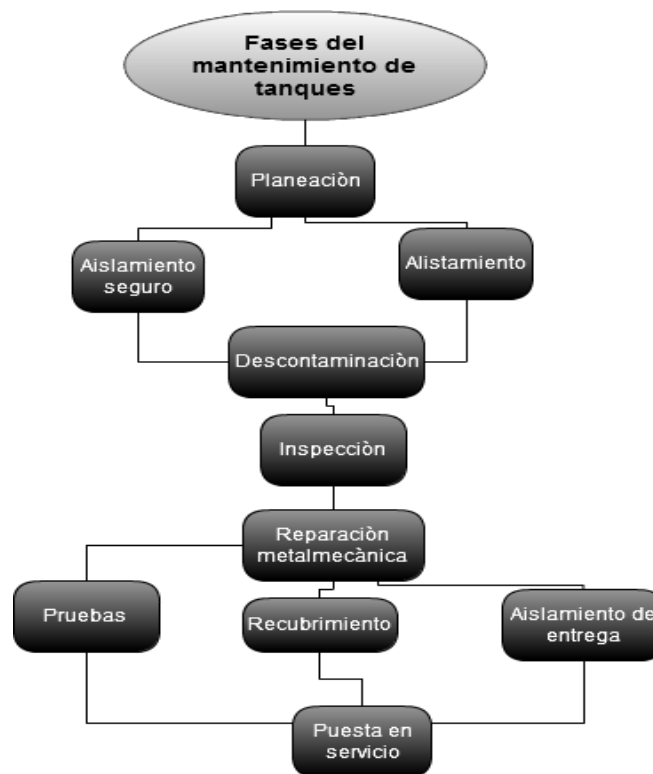 Fases del
mantenimiento de
tanques
Planeaciòn
Aislamiento
seguro
Alistamiento
Descontaminaciòn
Inspecciòn
Reparaciòn
metalmecànica
Pruebas
Recubrimiento
Aislamiento de
entrega
Puesta en
servicio